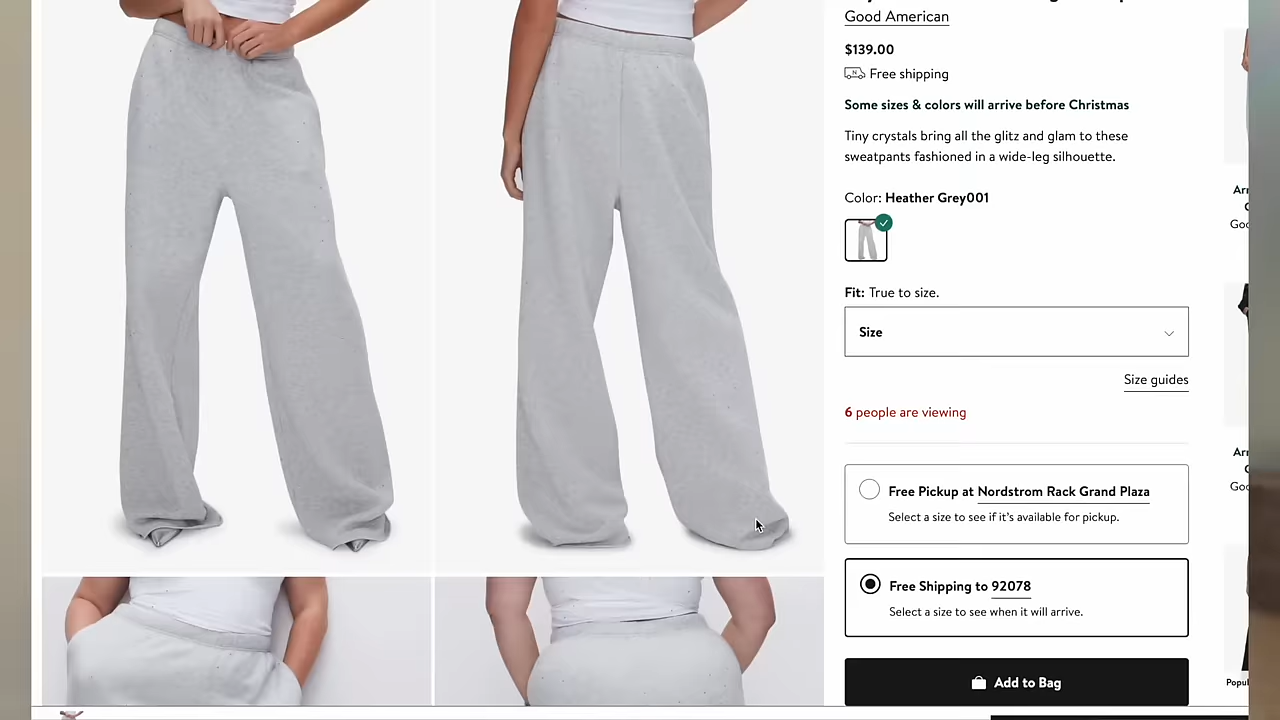 Good American
$139.00
Free shipping
Some sizes & colors will arrive before Christmas
Tiny crystals bring all the glitz and glam to these
sweatpants fashioned in a wide-leg silhouette.
Color: Heather Grey001
Fit: True to size.
Size
Size guides
6 people are viewing
Free Pickup at Nordstrom Rack Grand Plaza
Select a size to see if it's available for pickup.
Free Shipping to 92078
Select a size to see when it will arrive.
Add to Bag